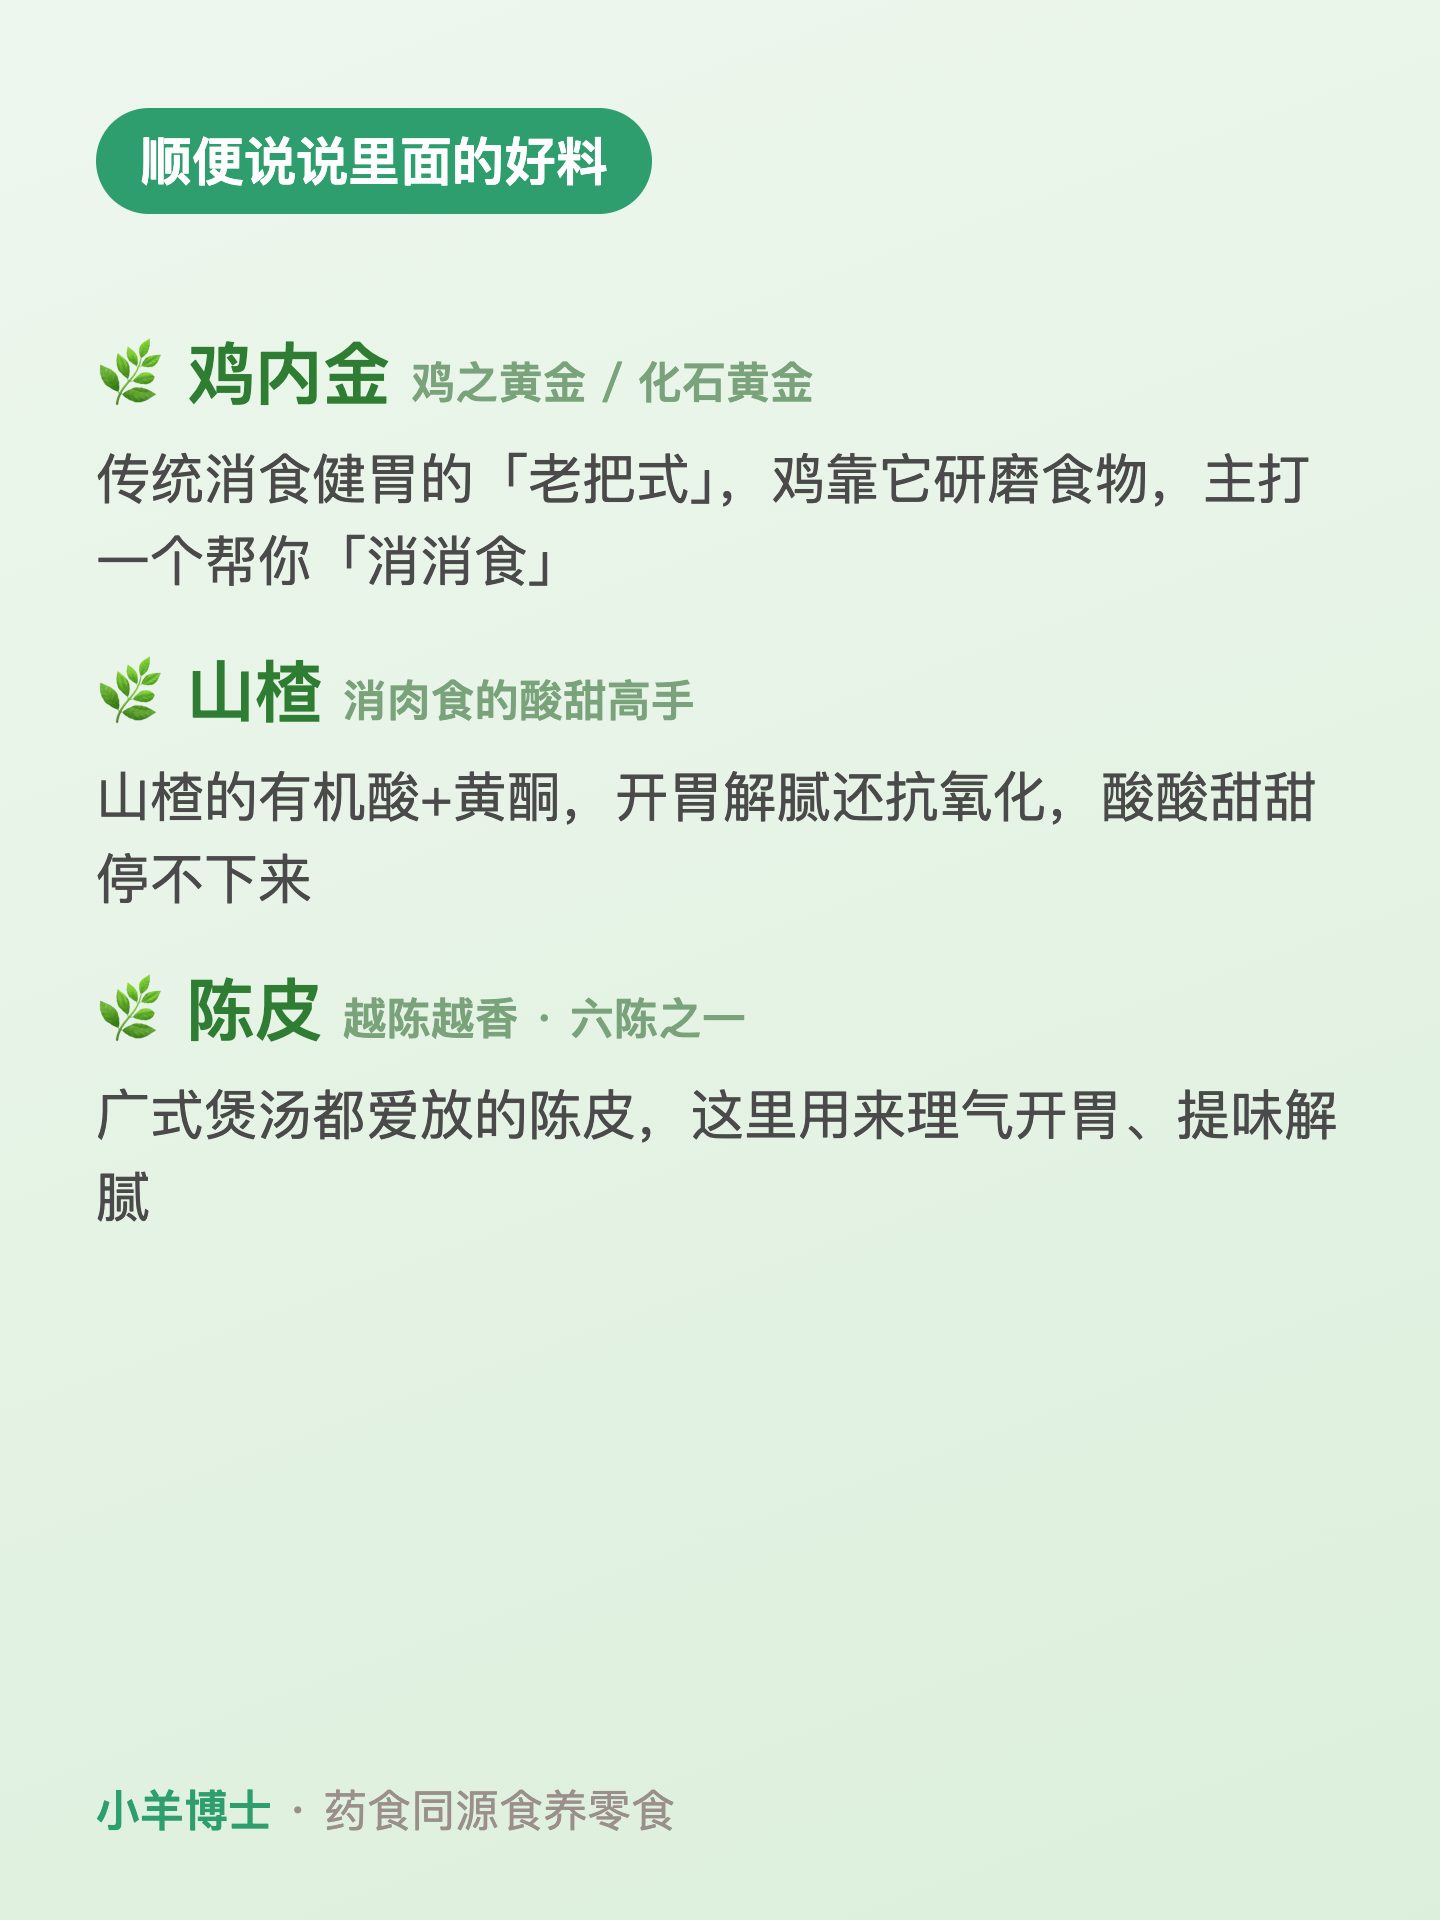 顺便说说里面的好料
鸡内金 鸡之黄金 / 化石黄金
传统消食健胃的「老把式」，鸡靠它研磨食物，主打
一个帮你「消消食」
山楂 消肉食的酸甜高手
山楂的有机酸+黄酮，开胃解腻还抗氧化，酸酸甜甜
停不下来
陈皮 越陈越香 · 六陈之一
广式煲汤都爱放的陈皮，这里用来理气开胃、提味解
腻
小羊博士 · 药食同源食养零食